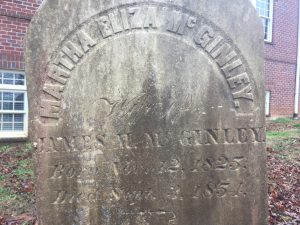 MARTHA ELIZA McGINLEY.
Wife of
JAMES H. McGINLEY.
Born Nov. 12, 1825.
Died Sept. 2, 1854.